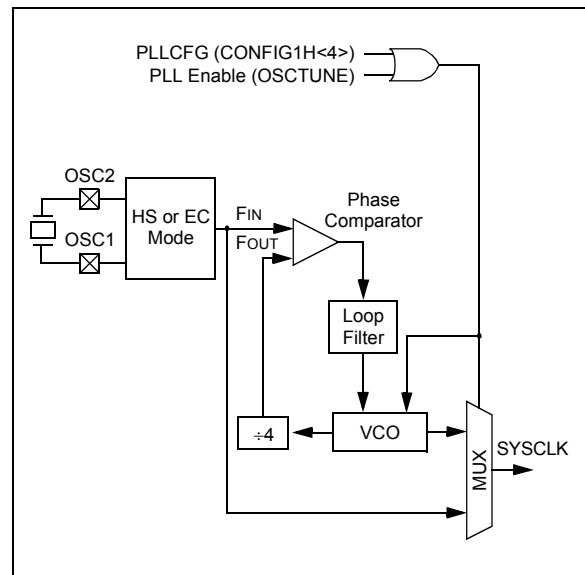 PLLCFG (CONFIG1H<4>)
PLL Enable (OSCTUNE)
OSC2
OSC1
HS or EC
Mode
FIN
FOUT
Phase
Comparator
Loop
Filter
÷4
VCO
MUX
SYSCLK